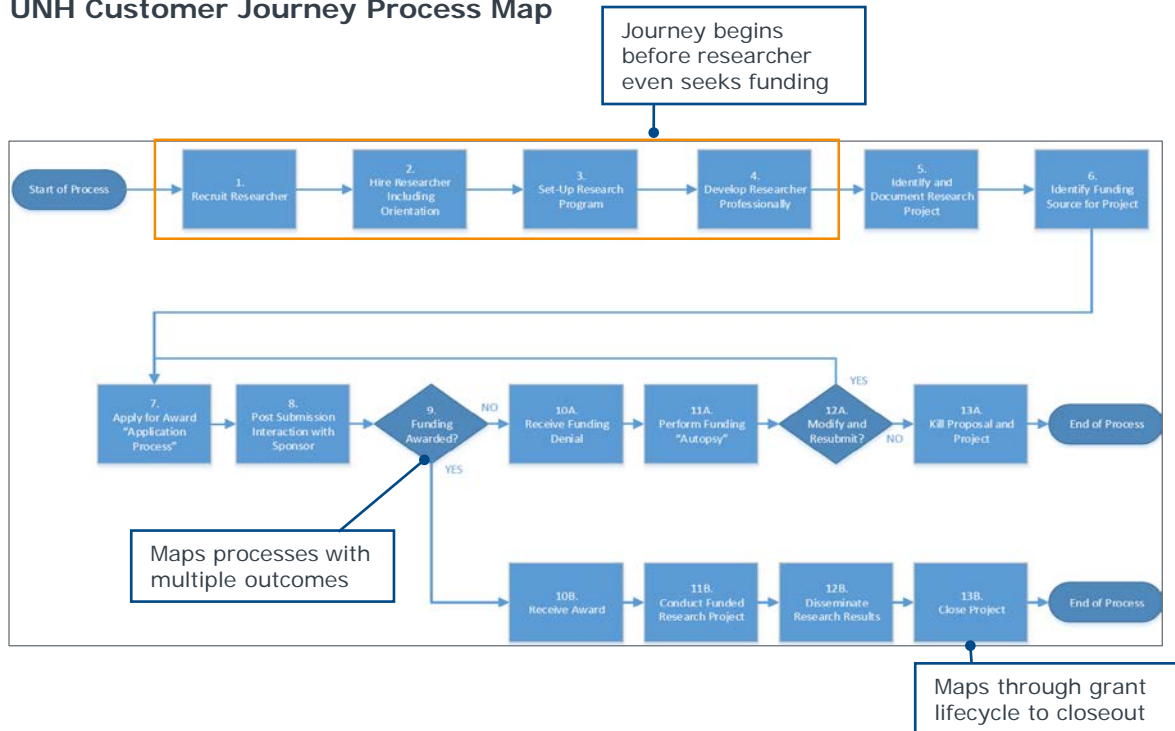 UNH Customer Journey Process Map
Journey begins
before researcher
even seeks funding
Start of Process
1.
Recruit Researcher
2.
Hire Researcher
Including
Orientation
3.
Set-Up Research
Program
4.
Develop Researcher
Professionally
5.
Identify and
Document Research
Project
6.
Identify Funding
Source for Project
7.
Apply for Award
"Application
Process"
8.
Post Submission
Interaction with
Sponsor
9.
Funding
Awarded?
NO
YES
10A.
Receive Funding
Denial
11A.
Perform Funding
"Autopsy"
12A.
Modify and
Resubmit?
YES
NO
13A.
Kill Proposal and
Project
End of Process
Maps processes with
multiple outcomes
10B.
Receive Award
11B.
Conduct Funded
Research Project
12B.
Disseminate
Research Results
13B.
Close Project
End of Process
Maps through grant
lifecycle to closeout